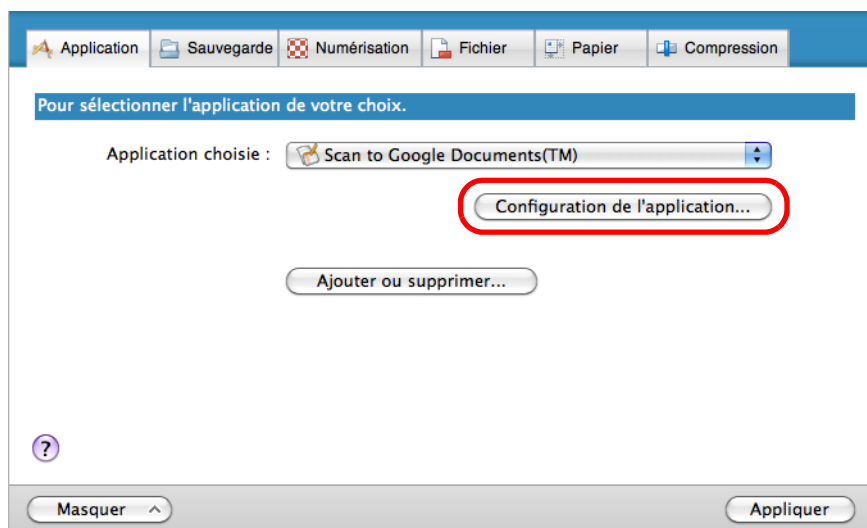 Application Sauvegarde Numérisation Fichier Papier Compression
Pour sélectionner l'application de votre choix.
Application choisie : Scan to Google Documents(TM)
Configuration de l'application...
Ajouter ou supprimer...
?
Masquer Appliquer